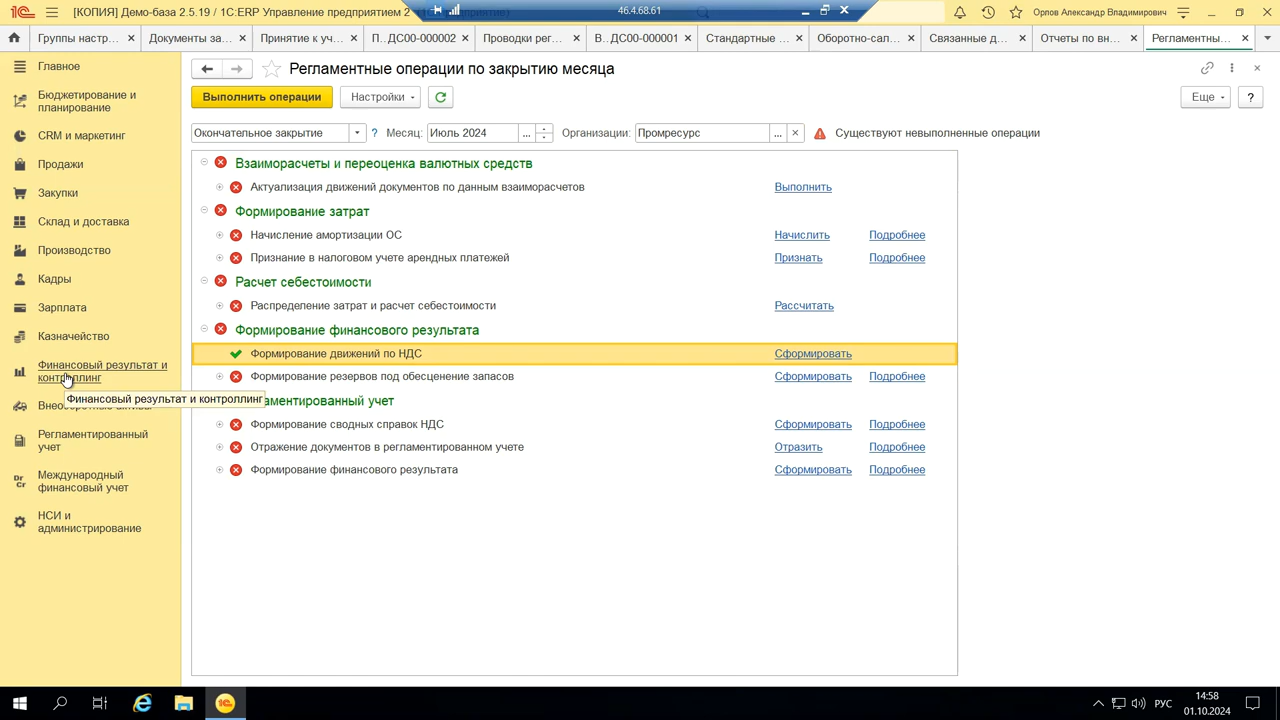 [КОПИЯ] Демо-база 2.5.19 / 1С:ERP Управление предприятием 2
46.4.68.61
Орлов Александр Владимирович
Группы настр...
Документы за...
Принятие к уч...
П.. ДС00-000002
Проводки рег...
В.. ДС00-000001
Стандартные ...
Оборотно-сал...
Связанные д...
Отчеты по вн...
Регламентны...
Главное
Бюджетирование и
планирование
CRM и маркетинг
Продажи
Закупки
Склад и доставка
Производство
Кадры
Зарплата
Казначейство
Финансовый результат и
контроллинг
Финансовый результат и контроллинг
Регламентированный
учет
Международный
финансовый учет
НСИ и
администрирование
Регламентные операции по закрытию месяца
Выполнить операции
Настройки
Еще
?
Окончательное закрытие
?
Месяц:
Июль 2024
...
Организации:
Промресурс
...
Существуют невыполненные операции
Взаиморасчеты и переоценка валютных средств
Актуализация движений документов по данным взаиморасчетов
Выполнить
Формирование затрат
Начисление амортизации ОС
Начислить
Подробнее
Признание в налоговом учете арендных платежей
Признать
Подробнее
Расчет себестоимости
Распределение затрат и расчет себестоимости
Рассчитать
Формирование финансового результата
Формирование движений по НДС
Сформировать
Формирование резервов под обесценение запасов
Сформировать
Подробнее
ламентированный учет
Формирование сводных справок НДС
Сформировать
Подробнее
Отражение документов в регламентированном учете
Отразить
Подробнее
Формирование финансового результата
Сформировать
Подробнее
РУС
14:58
01.10.2024